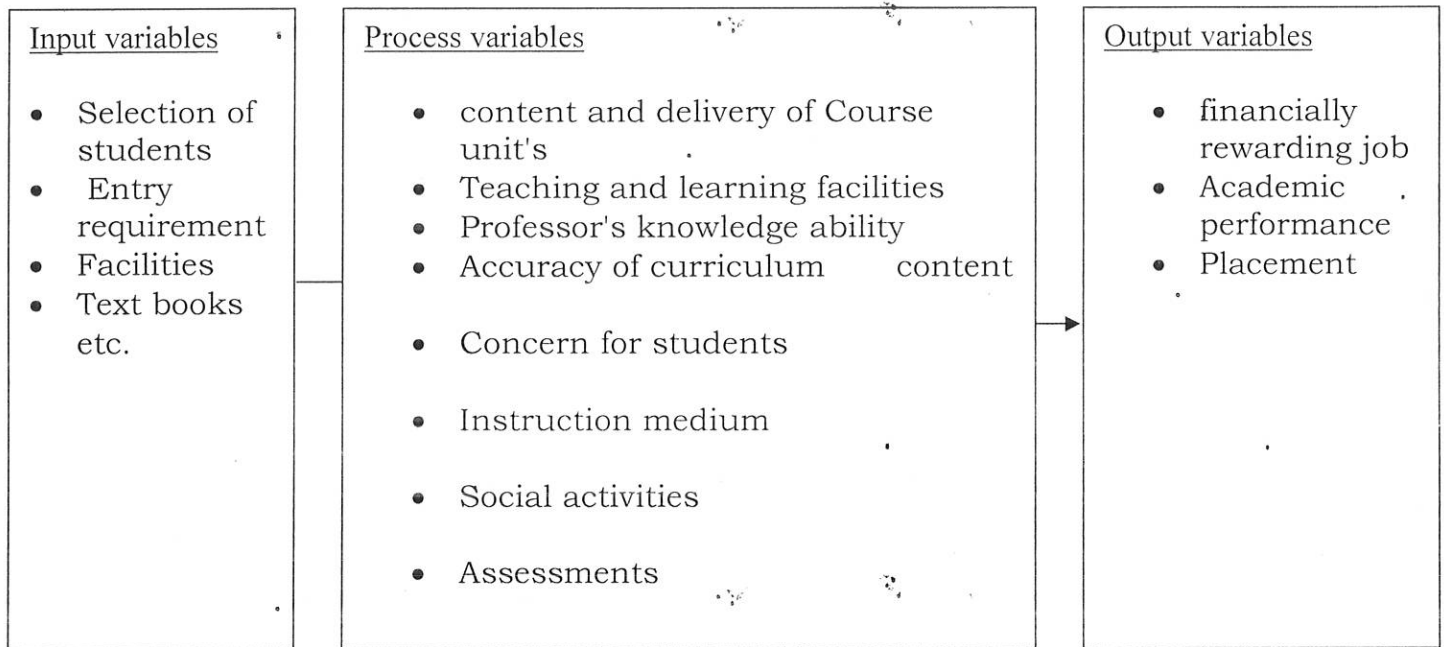 Input variables
• Selection of
students
• Entry
requirement
• Facilities
• Text books
etc.
Process variables
• content and delivery of Course
unit's
• Teaching and learning facilities
• Professor's knowledge ability
• Accuracy of curriculum content
• Concern for students
• Instruction medium
• Social activities
• Assessments
Output variables
• financially
rewarding job
• Academic
performance
• Placement